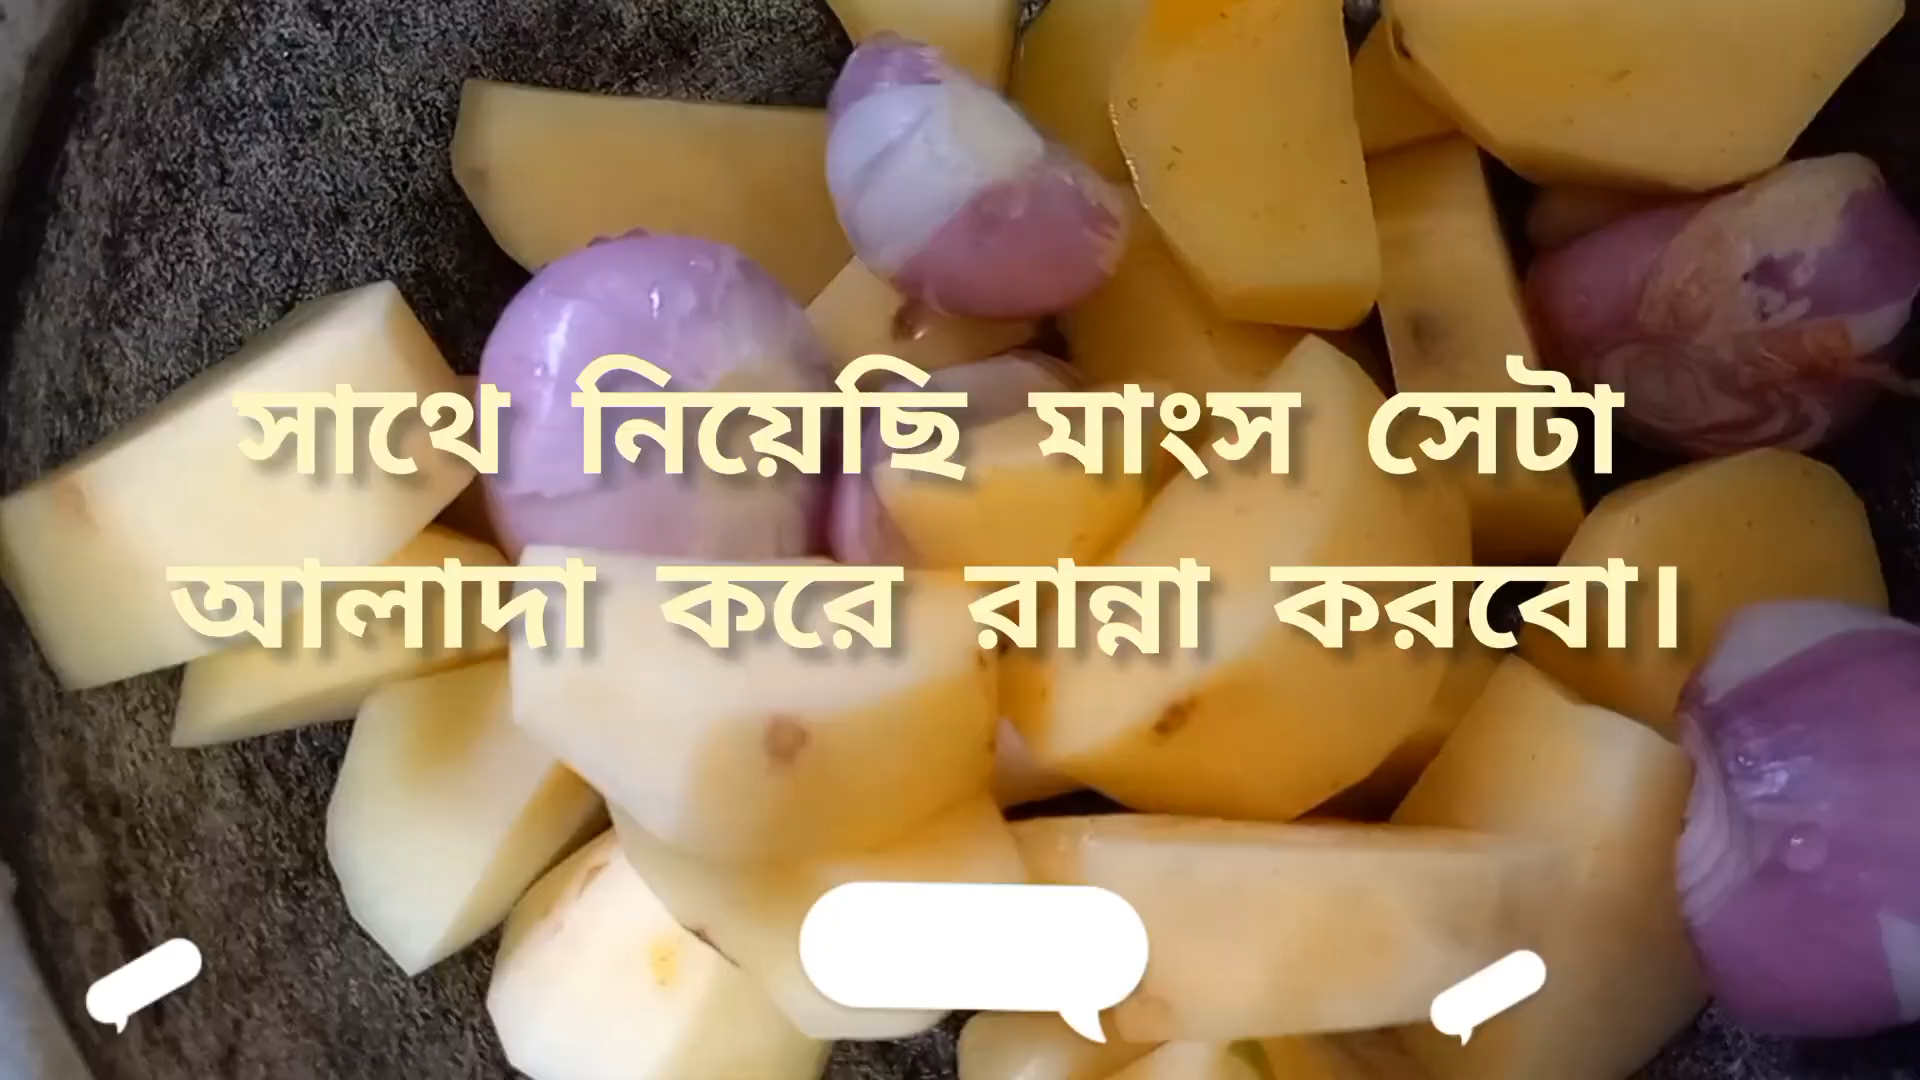 সাথে নিয়েছি মাংস সেটা
আলাদা করে রান্না করবো।